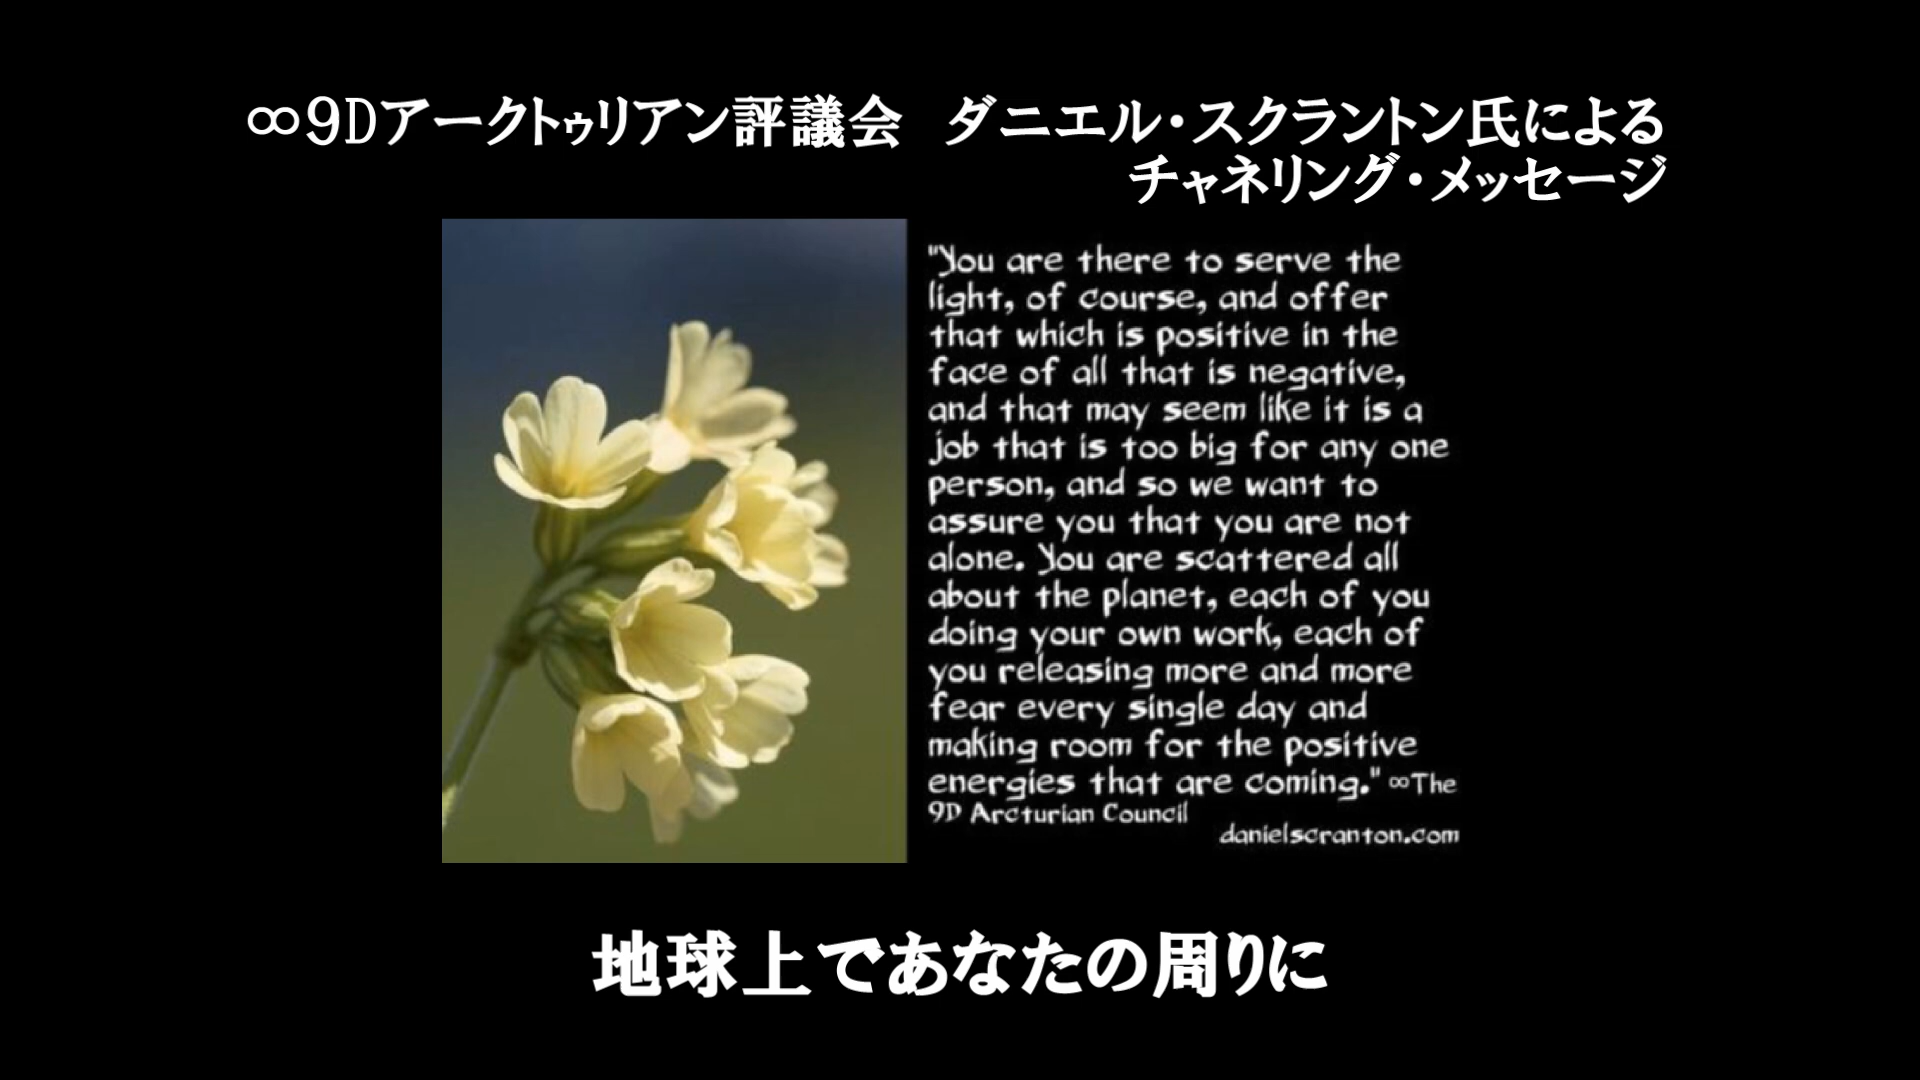 ∞9Dアークトゥリアン評議会　ダニエル・スクラントン氏による
チャネリング・メッセージ
"You are there to serve the
light, of course, and offer
that which is positive in the
face of all that is negative,
and that may seem like it is a
job that is too big for any one
person, and so we want to
assure you that you are not
alone. You are scattered all
about the planet, each of you
doing your own work, each of
you releasing more and more
fear every single day and
making room for the positive
energies that are coming." ∞The
9D Arcturian Council
danielscranton.com
地球上であなたの周りに